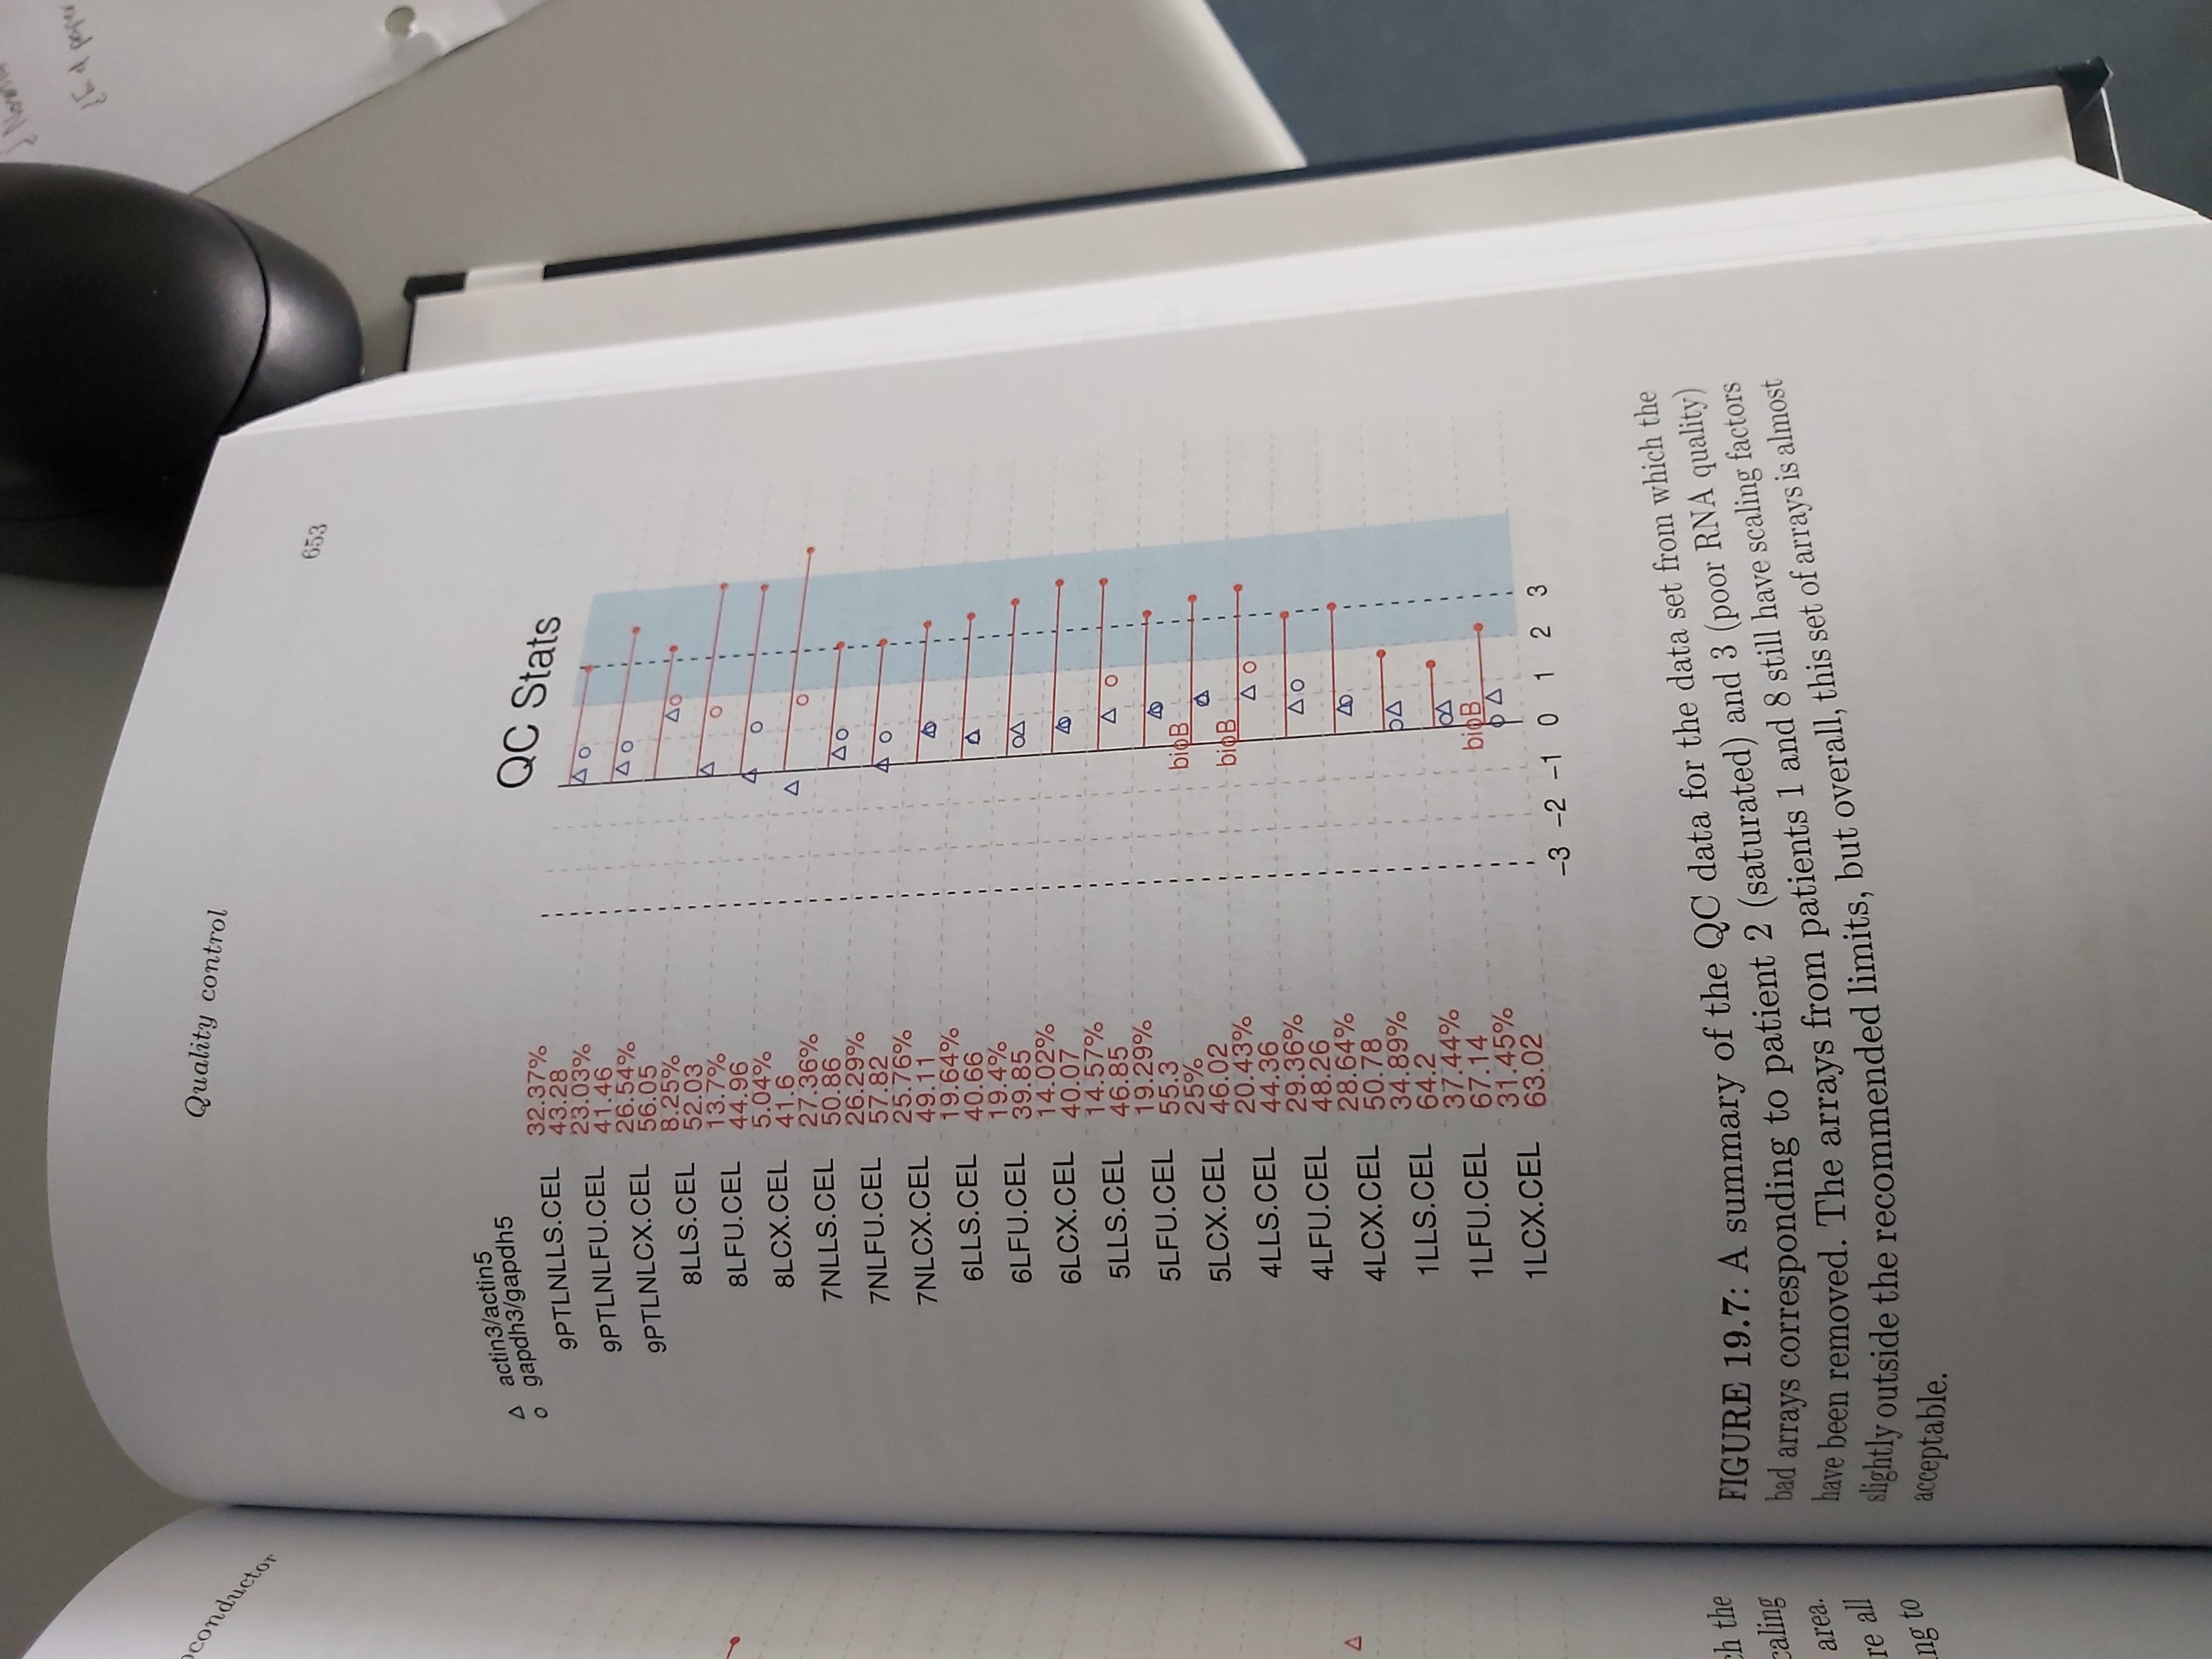 oconductor
ch the
caling
area.
re all
ng to
Quality control
653
QC Stats
actin3/actin5
gapdh3/gapdh5
9PTLNLLS.CEL 32.37% 43.28
9PTLNLFU.CEL 23.03% 41.46
9PTLNLCX.CEL 26.54% 56.05
8LLS.CEL 8.25% 52.03
8LFU.CEL 13.7% 44.96
8LCX.CEL 5.04% 41.6
7NLLS.CEL 27.36% 50.86
7NLFU.CEL 26.29% 57.82
7NLCX.CEL 25.76% 49.11
6LLS.CEL 19.64% 40.66
6LFU.CEL 19.4% 39.85
6LCX.CEL 14.02% 40.07
5LLS.CEL 14.57% 46.85
5LFU.CEL 19.29% 55.3
5LCX.CEL 25% 46.02 bioB
4LLS.CEL 20.43% 44.36 bioB
4LFU.CEL 29.36% 48.26
4LCX.CEL 28.64% 50.78
1LLS.CEL 34.89% 64.2
1LFU.CEL 37.44% 67.14
1LCX.CEL 31.45% 63.02 bioB
−3 −2 −1 0 1 2 3
FIGURE 19.7: A summary of the QC data for the data set from which the
bad arrays corresponding to patient 2 (saturated) and 3 (poor RNA quality)
have been removed. The arrays from patients 1 and 8 still have scaling factors
slightly outside the recommended limits, but overall, this set of arrays is almost
acceptable.
paper